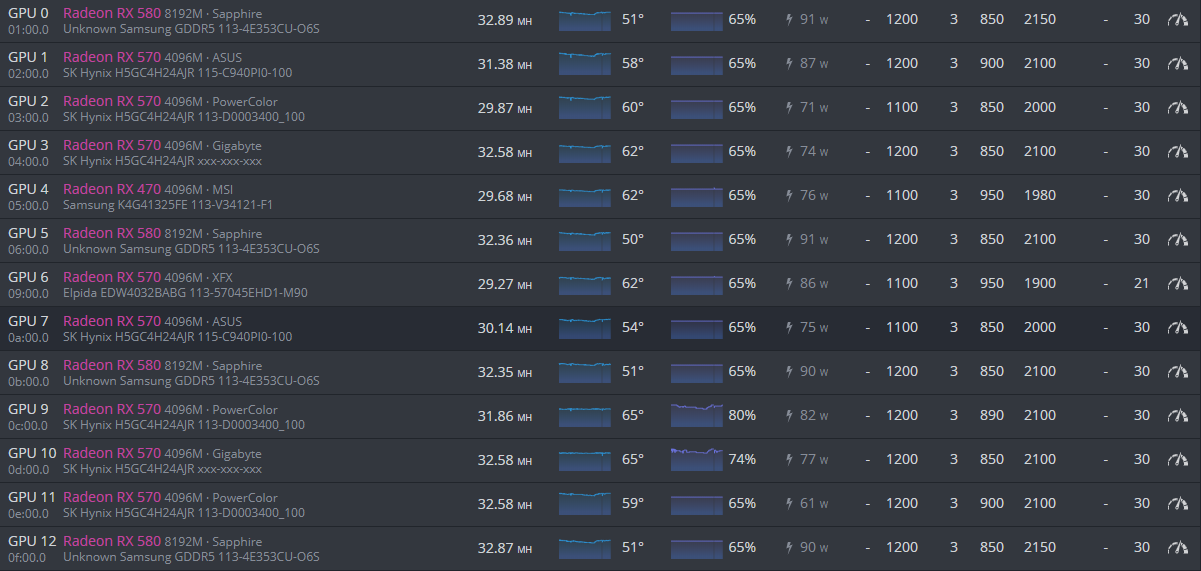 GPU 0 Radeon RX 580 8192M · Sapphire 32.89 MH 51° 65% 91 W - 1200 3 850 2150 - 30
01:00.0 Unknown Samsung GDDR5 113-4E353CU-O6S
GPU 1 Radeon RX 570 4096M · ASUS 31.38 MH 58° 65% 87 W - 1200 3 900 2100 - 30
02:00.0 SK Hynix H5GC4H24AJR 115-C940PI0-100
GPU 2 Radeon RX 570 4096M · PowerColor 29.87 MH 60° 65% 71 W - 1100 3 850 2000 - 30
03:00.0 SK Hynix H5GC4H24AJR 113-D0003400_100
GPU 3 Radeon RX 570 4096M · Gigabyte 32.58 MH 62° 65% 74 W - 1200 3 850 2100 - 30
04:00.0 SK Hynix H5GC4H24AJR xxx-xxx-xxx
GPU 4 Radeon RX 470 4096M · MSI 29.68 MH 62° 65% 76 W - 1100 3 950 1980 - 30
05:00.0 Samsung K4G41325FE 113-V34121-F1
GPU 5 Radeon RX 580 8192M · Sapphire 32.36 MH 50° 65% 91 W - 1200 3 850 2100 - 30
06:00.0 Unknown Samsung GDDR5 113-4E353CU-O6S
GPU 6 Radeon RX 570 4096M · XFX 29.27 MH 62° 65% 86 W - 1100 3 950 1900 - 21
09:00.0 Elpida EDW4032BABG 113-57045EHD1-M90
GPU 7 Radeon RX 570 4096M · ASUS 30.14 MH 54° 65% 75 W - 1100 3 850 2000 - 30
0a:00.0 SK Hynix H5GC4H24AJR 115-C940PI0-100
GPU 8 Radeon RX 580 8192M · Sapphire 32.35 MH 51° 65% 90 W - 1200 3 850 2100 - 30
0b:00.0 Unknown Samsung GDDR5 113-4E353CU-O6S
GPU 9 Radeon RX 570 4096M · PowerColor 31.86 MH 65° 80% 82 W - 1200 3 890 2100 - 30
0c:00.0 SK Hynix H5GC4H24AJR 113-D0003400_100
GPU 10 Radeon RX 570 4096M · Gigabyte 32.58 MH 65° 74% 77 W - 1200 3 850 2100 - 30
0d:00.0 SK Hynix H5GC4H24AJR xxx-xxx-xxx
GPU 11 Radeon RX 570 4096M · PowerColor 32.58 MH 59° 65% 61 W - 1200 3 900 2100 - 30
0e:00.0 SK Hynix H5GC4H24AJR 113-D0003400_100
GPU 12 Radeon RX 580 8192M · Sapphire 32.87 MH 51° 65% 90 W - 1200 3 850 2150 - 30
0f:00.0 Unknown Samsung GDDR5 113-4E353CU-O6S